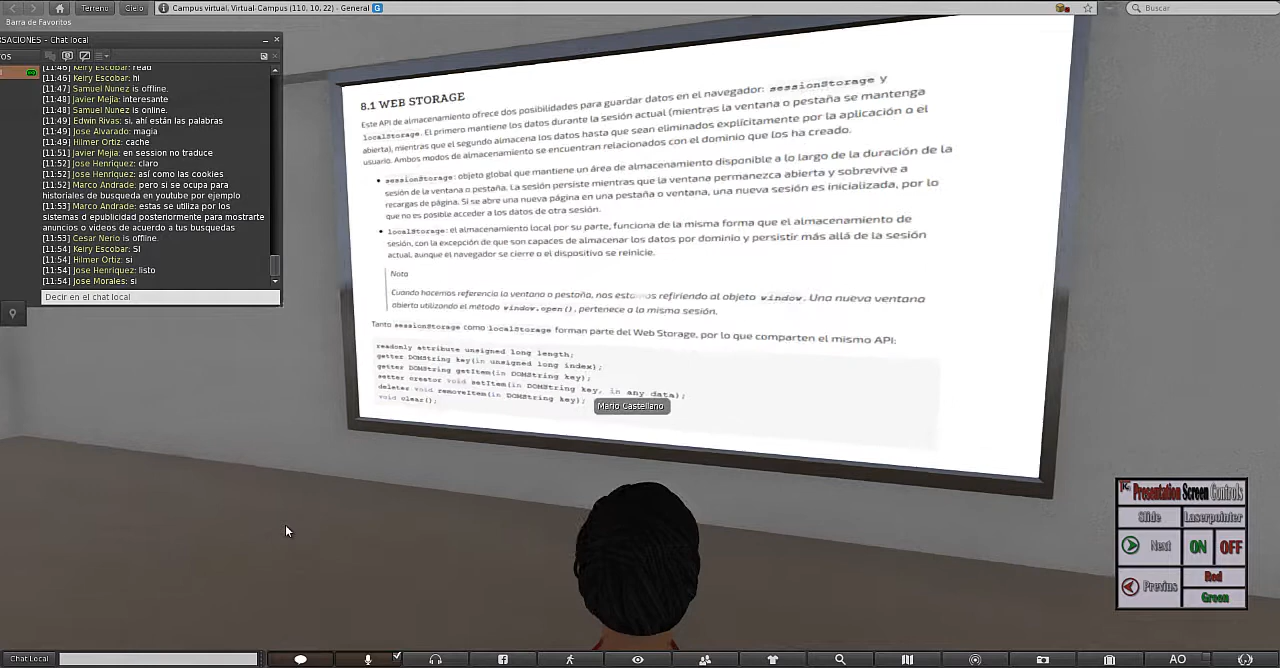 Terreno
Cielo
Campus virtual, Virtual-Campus (110, 10, 22) - General
Buscar
Barra de Favoritos
SACIONES - Chat local
TOS
[11:46] Keiry Escobar: read
[11:46] Keiry Escobar: hi
[11:47] Samuel Nunez is offline.
[11:48] Javier Mejia: interesante
[11:48] Samuel Nunez is online.
[11:49] Edwin Rivas: si, ahí están las palabras
[11:49] Jose Alvarado: magia
[11:49] Hilmer Ortiz: cache
[11:51] Javier Mejia: en session no traduce
[11:52] Jose Henriquez: claro
[11:52] Jose Henriquez: así como las cookies
[11:52] Marco Andrade: pero si se ocupa para
historiales de busqueda en youtube por ejemplo
[11:53] Marco Andrade: estas se utiliza por los
sistemas d epublicidad posteriormente para mostrarte
anuncios o videos de acuerdo a tus busquedas
[11:53] Cesar Nerio is offline.
[11:54] Keiry Escobar: SI
[11:54] Hilmer Ortiz: si
[11:54] Jose Henriquez: listo
[11:54] Jose Morales: si
Decir en el chat local
8.1 WEB STORAGE
Este API de almacenamiento ofrece dos posibilidades para guardar datos en el navegador: sessionStorage y
localStorage. El primero mantiene los datos durante la sesión actual (mientras la ventana o pestaña se mantenga
abierta), mientras que el segundo almacena los datos hasta que sean eliminados explícitamente por la aplicación o el
usuario. Ambos modos de almacenamiento se encuentran relacionados con el dominio que los ha creado.
• sessionStorage: objeto global que mantiene un área de almacenamiento disponible a lo largo de la duración de la
sesión de la ventana o pestaña. La sesión persiste mientras que la ventana permanezca abierta y sobrevive a
recargas de página. Si se abre una nueva página en una pestaña o ventana, una nueva sesión es inicializada, por lo
que no es posible acceder a los datos de otra sesión.
• localStorage: el almacenamiento local por su parte, funciona de la misma forma que el almacenamiento de
sesión, con la excepción de que son capaces de almacenar los datos por dominio y persistir más allá de la sesión
actual, aunque el navegador se cierre o el dispositivo se reinicie.
Nota
Cuando hacemos referencia la ventana o pestaña, nos estamos refiriendo al objeto window. Una nueva ventana
abierta utilizando el método window.open(), pertenece a la misma sesión.
Tanto sessionStorage como localStorage forman parte del Web Storage, por lo que comparten el mismo API:
readonly attribute unsigned long length;
getter DOMString key(in unsigned long index);
getter DOMString getItem(in DOMString key);
setter creator void setItem(in DOMString key, in any data);
deleter void removeItem(in DOMString key);
void clear();
Mario Castellano
Presentation Screen Controls
Slide
Laserpointer
Next
ON
OFF
Previus
Red
Green
Chat Local
AO